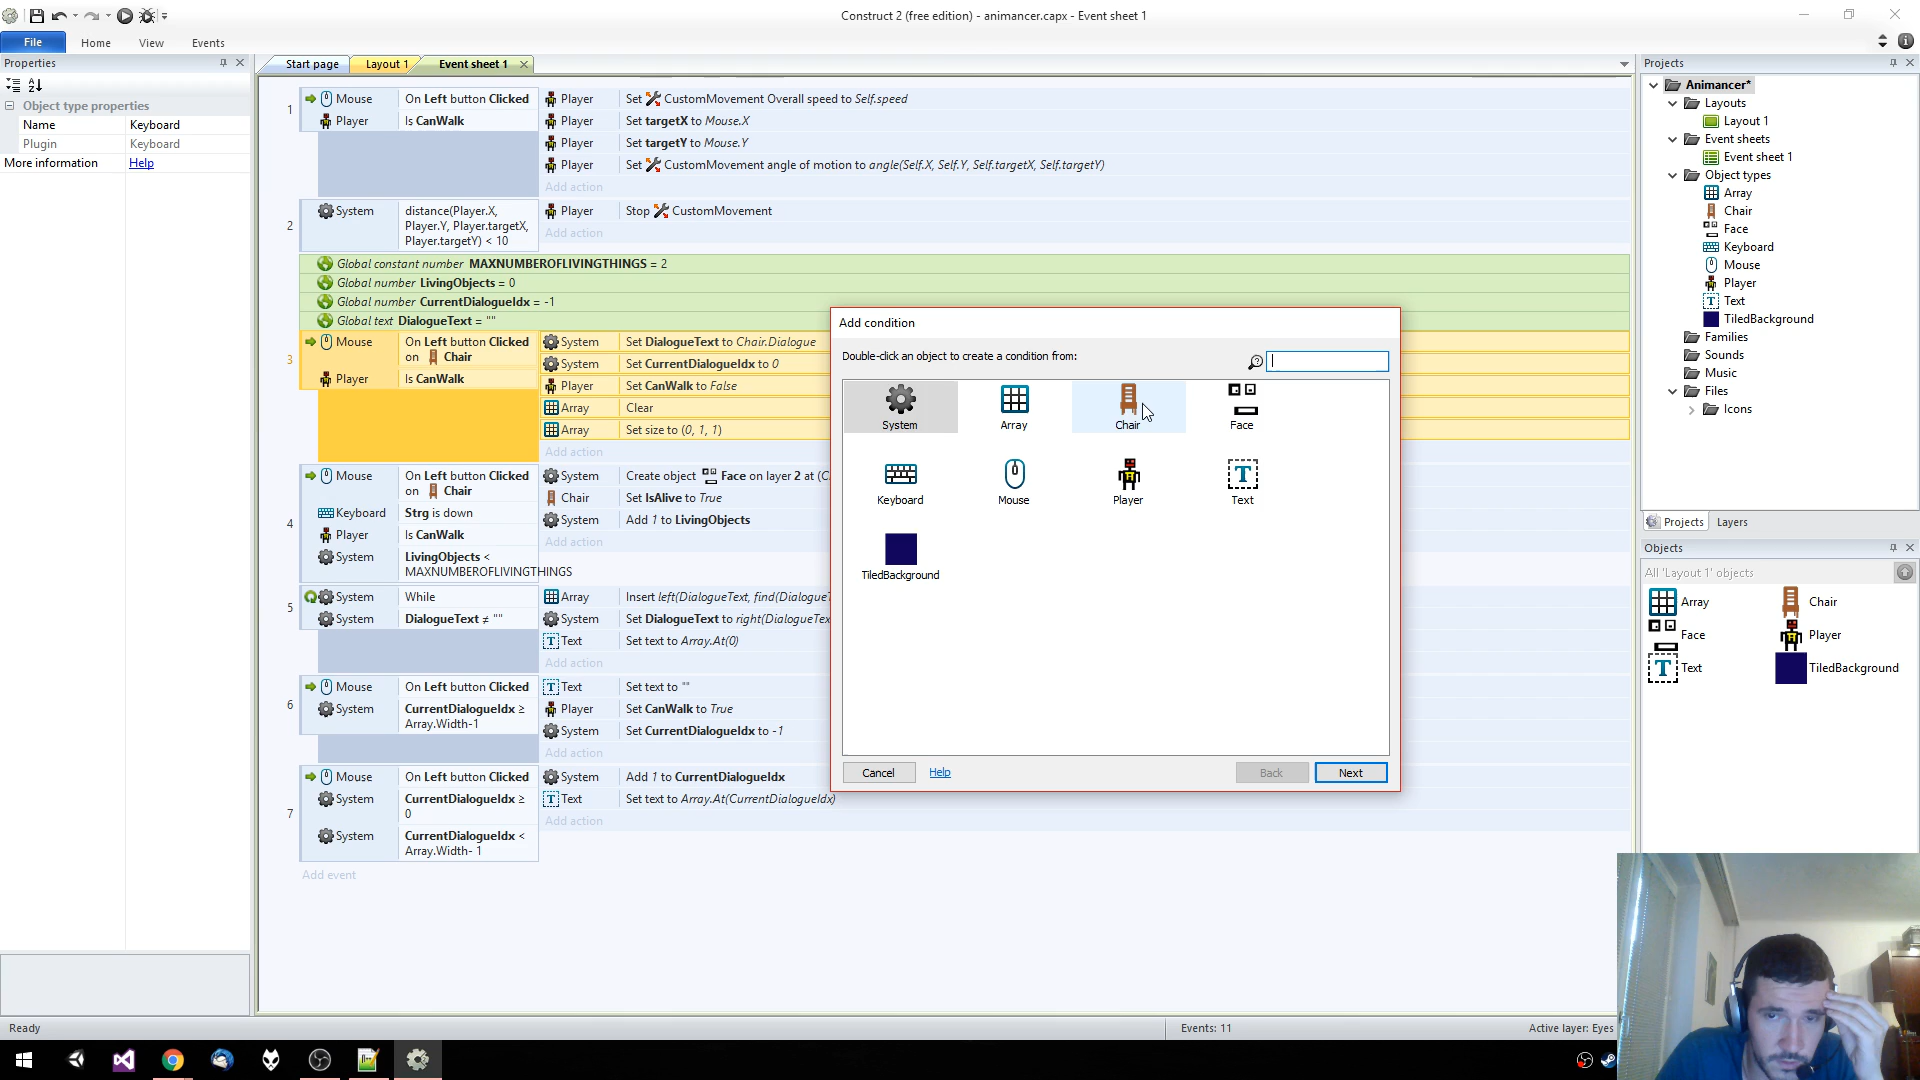 Construct 2 (free edition) - animancer.capx - Event sheet 1
File
Home
View
Events
Properties
Object type properties
Name
Keyboard
Plugin
Keyboard
More information
Help
Start page
Layout 1
Event sheet 1
1
Mouse
On Left button Clicked
Player
Is CanWalk
Player
Set CustomMovement Overall speed to Self.speed
Player
Set targetX to Mouse.X
Player
Set targetY to Mouse.Y
Player
Set CustomMovement angle of motion to angle(Self.X, Self.Y, Self.targetX, Self.targetY)
Add action
2
System
distance(Player.X,
Player.Y, Player.targetX,
Player.targetY) < 10
Player
Stop CustomMovement
Add action
Global constant number MAXNUMBEROFLIVINGTHINGS = 2
Global number LivingObjects = 0
Global number CurrentDialogueIdx = -1
Global text DialogueText = ""
3
Mouse
On Left button Clicked
on Chair
Player
Is CanWalk
System
Set DialogueText to Chair.Dialogue
System
Set CurrentDialogueIdx to 0
Player
Set CanWalk to False
Array
Clear
Array
Set size to (0, 1, 1)
Add action
4
Mouse
On Left button Clicked
on Chair
Keyboard
Strg is down
Player
Is CanWalk
System
LivingObjects <
MAXNUMBEROFLIVINGTHINGS
System
Create object Face on layer 2 at (C
Chair
Set IsAlive to True
System
Add 1 to LivingObjects
Add action
5
System
While
System
DialogueText ≠ ""
Array
Insert left(DialogueText, find(Dialogue
System
Set DialogueText to right(DialogueTex
Text
Set text to Array.At(0)
Add action
6
Mouse
On Left button Clicked
System
CurrentDialogueIdx ≥
Array.Width-1
Text
Set text to ""
Player
Set CanWalk to True
System
Set CurrentDialogueIdx to -1
Add action
7
Mouse
On Left button Clicked
System
CurrentDialogueIdx ≥
0
System
CurrentDialogueIdx <
Array.Width- 1
System
Add 1 to CurrentDialogueIdx
Text
Set text to Array.At(CurrentDialogueIdx)
Add action
Add event
Add condition
Double-click an object to create a condition from:
System
Array
Chair
Face
Keyboard
Mouse
Player
Text
TiledBackground
Cancel
Help
Back
Next
Projects
Animancer*
Layouts
Layout 1
Event sheets
Event sheet 1
Object types
Array
Chair
Face
Keyboard
Mouse
Player
Text
TiledBackground
Families
Sounds
Music
Files
Icons
Projects
Layers
Objects
All 'Layout 1' objects
Array
Chair
Face
Player
Text
TiledBackground
Ready
Events: 11
Active layer: Eyes